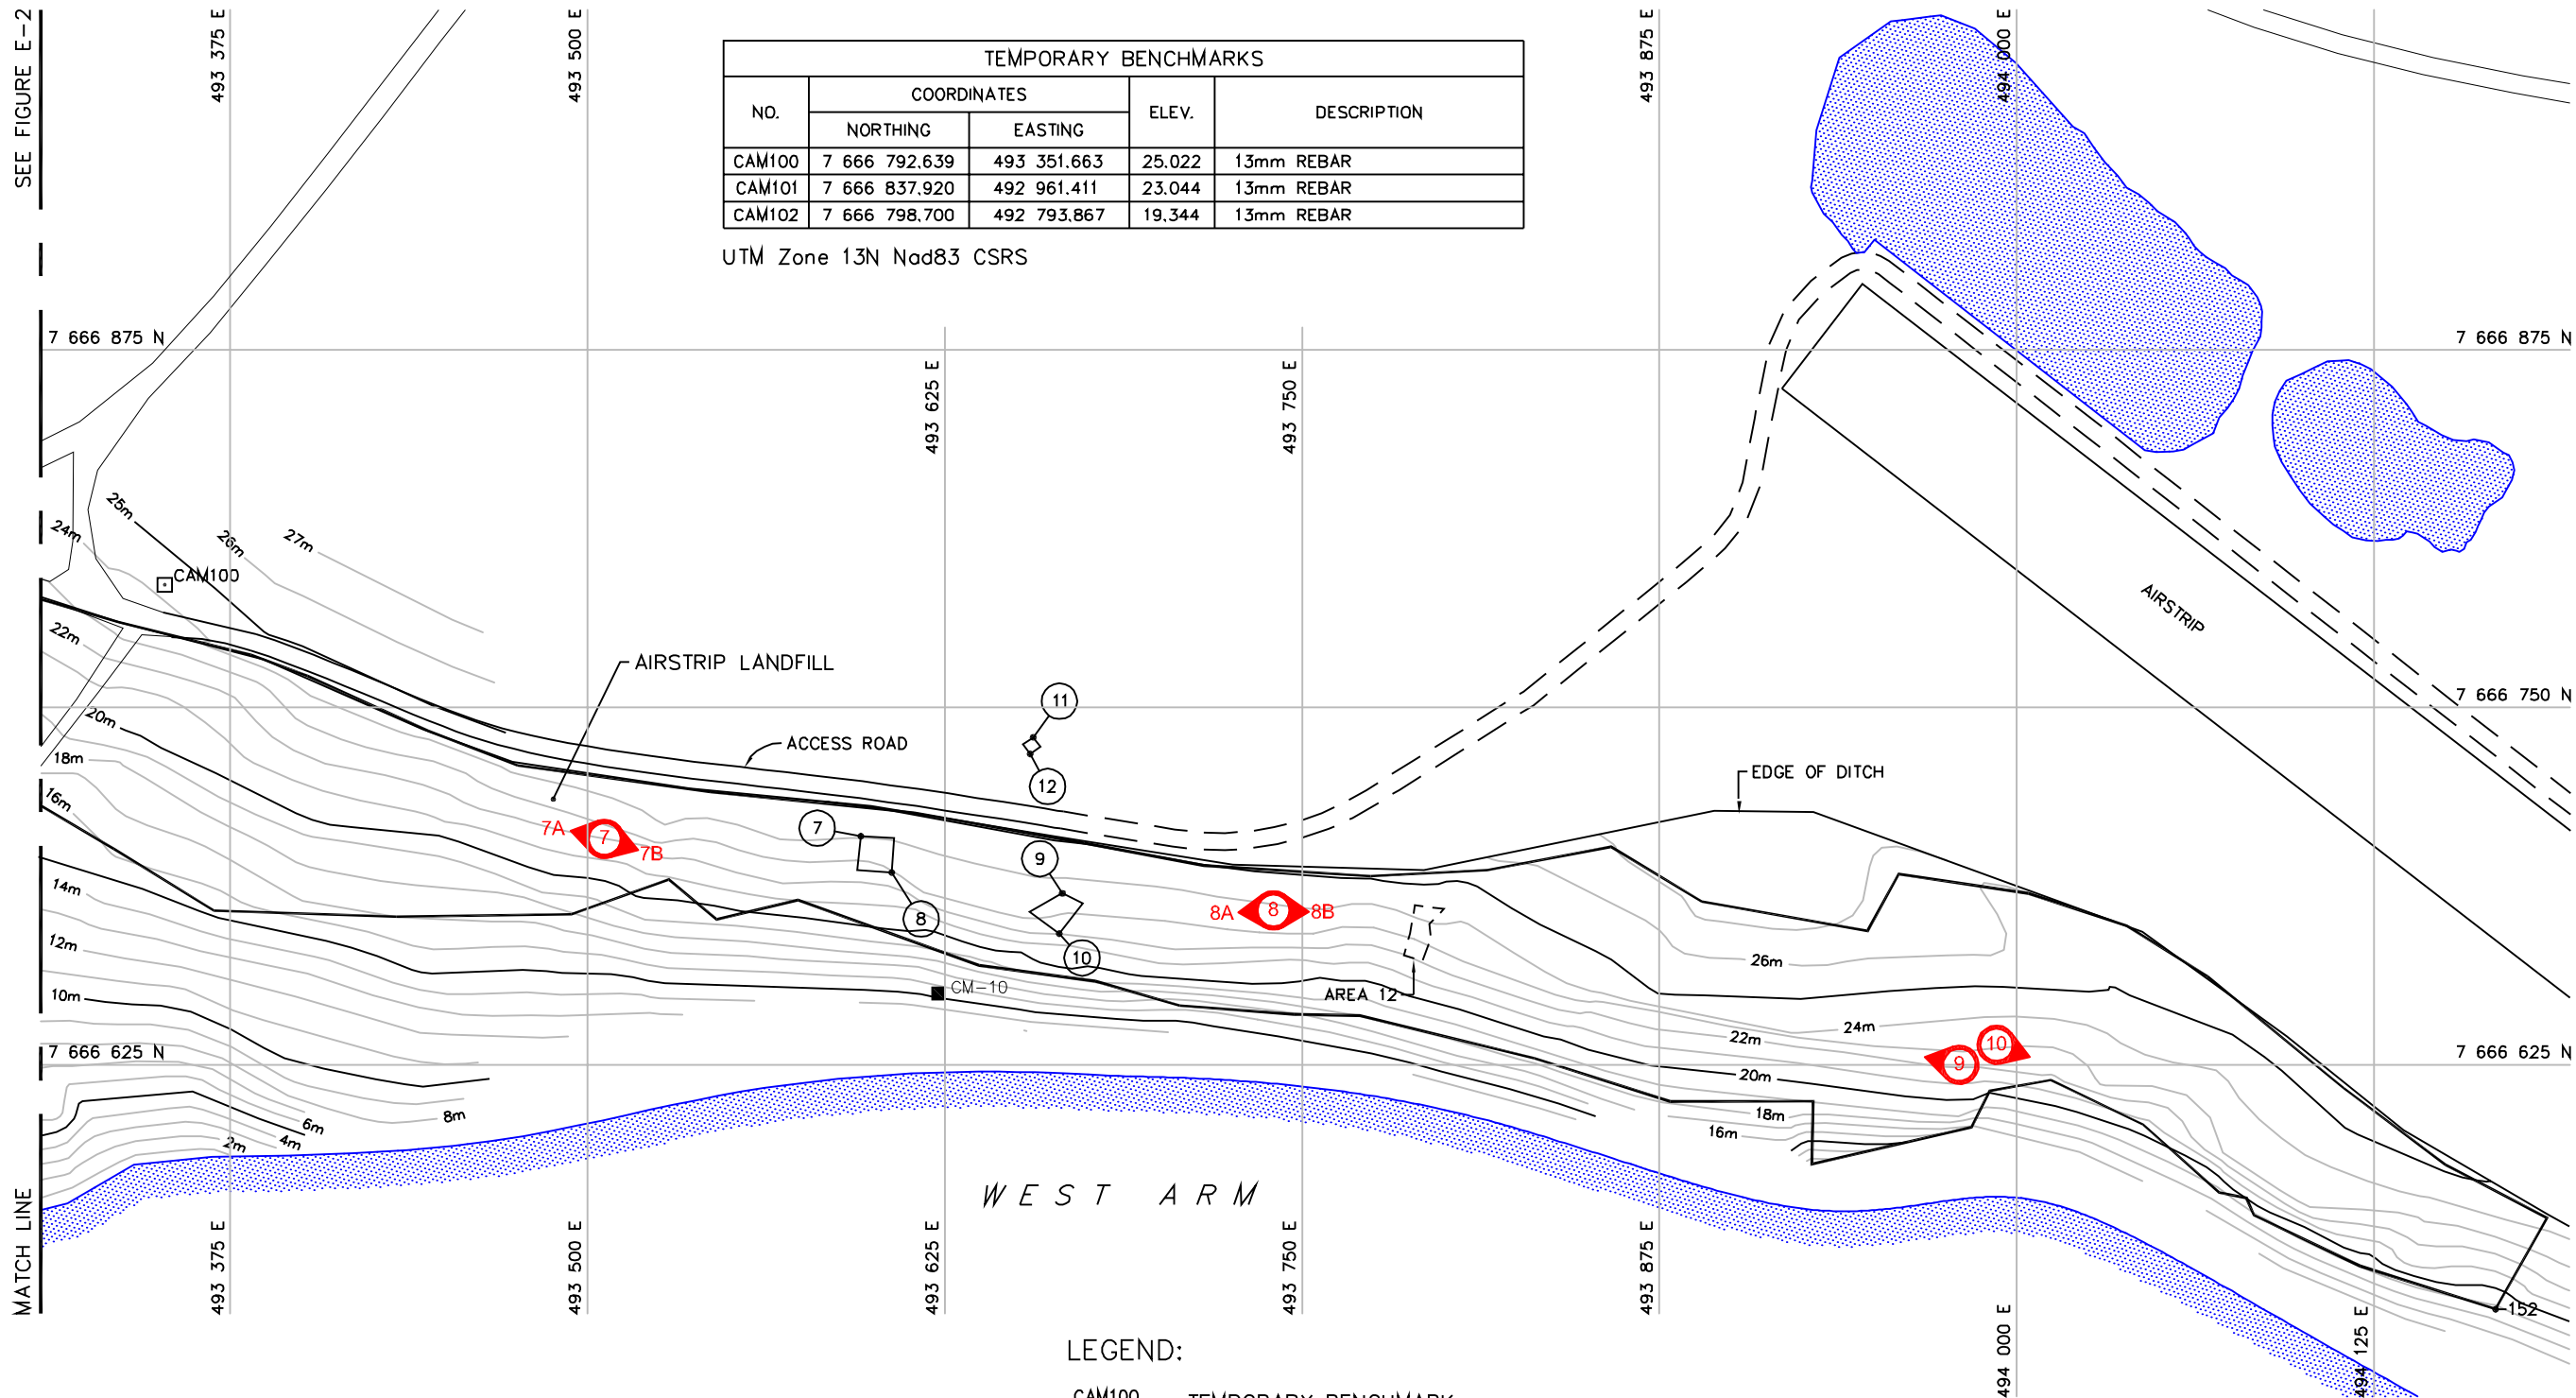 SEE FIGURE E-2
493 375 E
493 500 E
493 875 E
494 000 E
TEMPORARY BENCHMARKS
NO.
COORDINATES
NORTHING
EASTING
ELEV.
DESCRIPTION
CAM100 7 666 792.639 493 351.663 25.022 13mm REBAR
CAM101 7 666 837.920 492 961.411 23.044 13mm REBAR
CAM102 7 666 798.700 492 793.867 19.344 13mm REBAR
UTM Zone 13N Nad83 CSRS
7 666 875 N
7 666 875 N
493 625 E
493 750 E
25m
24m
26m
27m
CAM100
22m
AIRSTRIP
AIRSTRIP LANDFILL
11
7 666 750 N
20m
ACCESS ROAD
18m
12
EDGE OF DITCH
16m
7A
7
7B
7
9
14m
8
8A
8
8B
12m
10
26m
10m
CM-10
AREA 12
24m
22m
10
9
7 666 625 N
7 666 625 N
20m
8m
6m
4m
2m
18m
16m
WEST ARM
MATCH LINE
493 375 E
493 500 E
493 625 E
493 750 E
493 875 E
494 000 E
494 125 E
152
LEGEND:
CAM100 TEMPORARY BENCHMARK